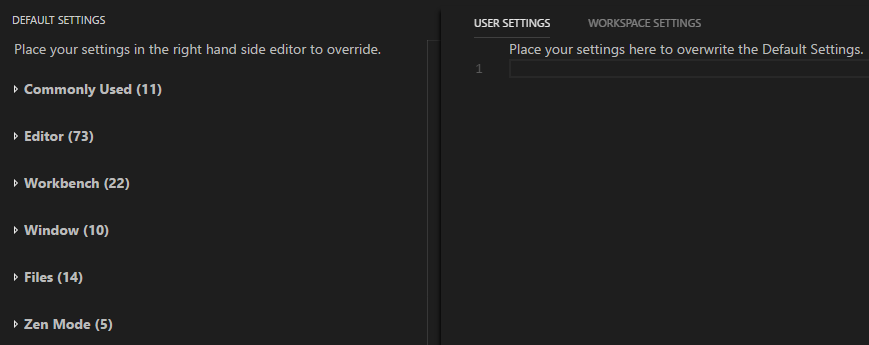 DEFAULT SETTINGS
Place your settings in the right hand side editor to override.
Commonly Used (11)
Editor (73)
Workbench (22)
Window (10)
Files (14)
Zen Mode (5)
USER SETTINGS WORKSPACE SETTINGS
Place your settings here to overwrite the Default Settings.
1